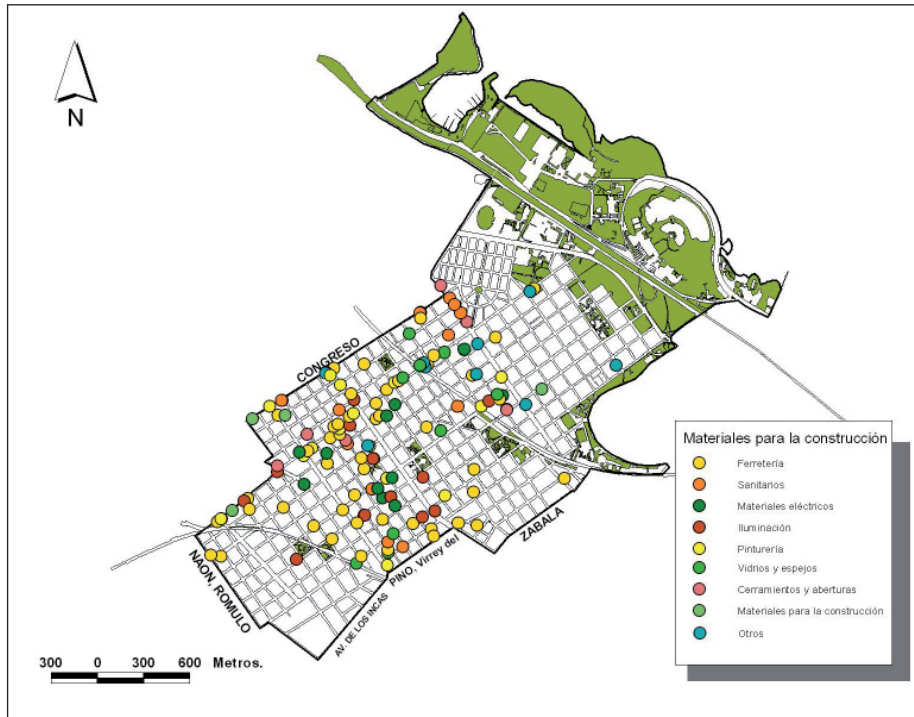 N
CONGRESO
NAON, ROMULO
AV. DE LOS INCAS
PINO, Virrey del
ZABALA
300 0 300 600 Metros.
Materiales para la construcción
Ferretería
Sanitarios
Materiales eléctricos
Iluminación
Pinturería
Vidrios y espejos
Cerramientos y aberturas
Materiales para la construcción
Otros